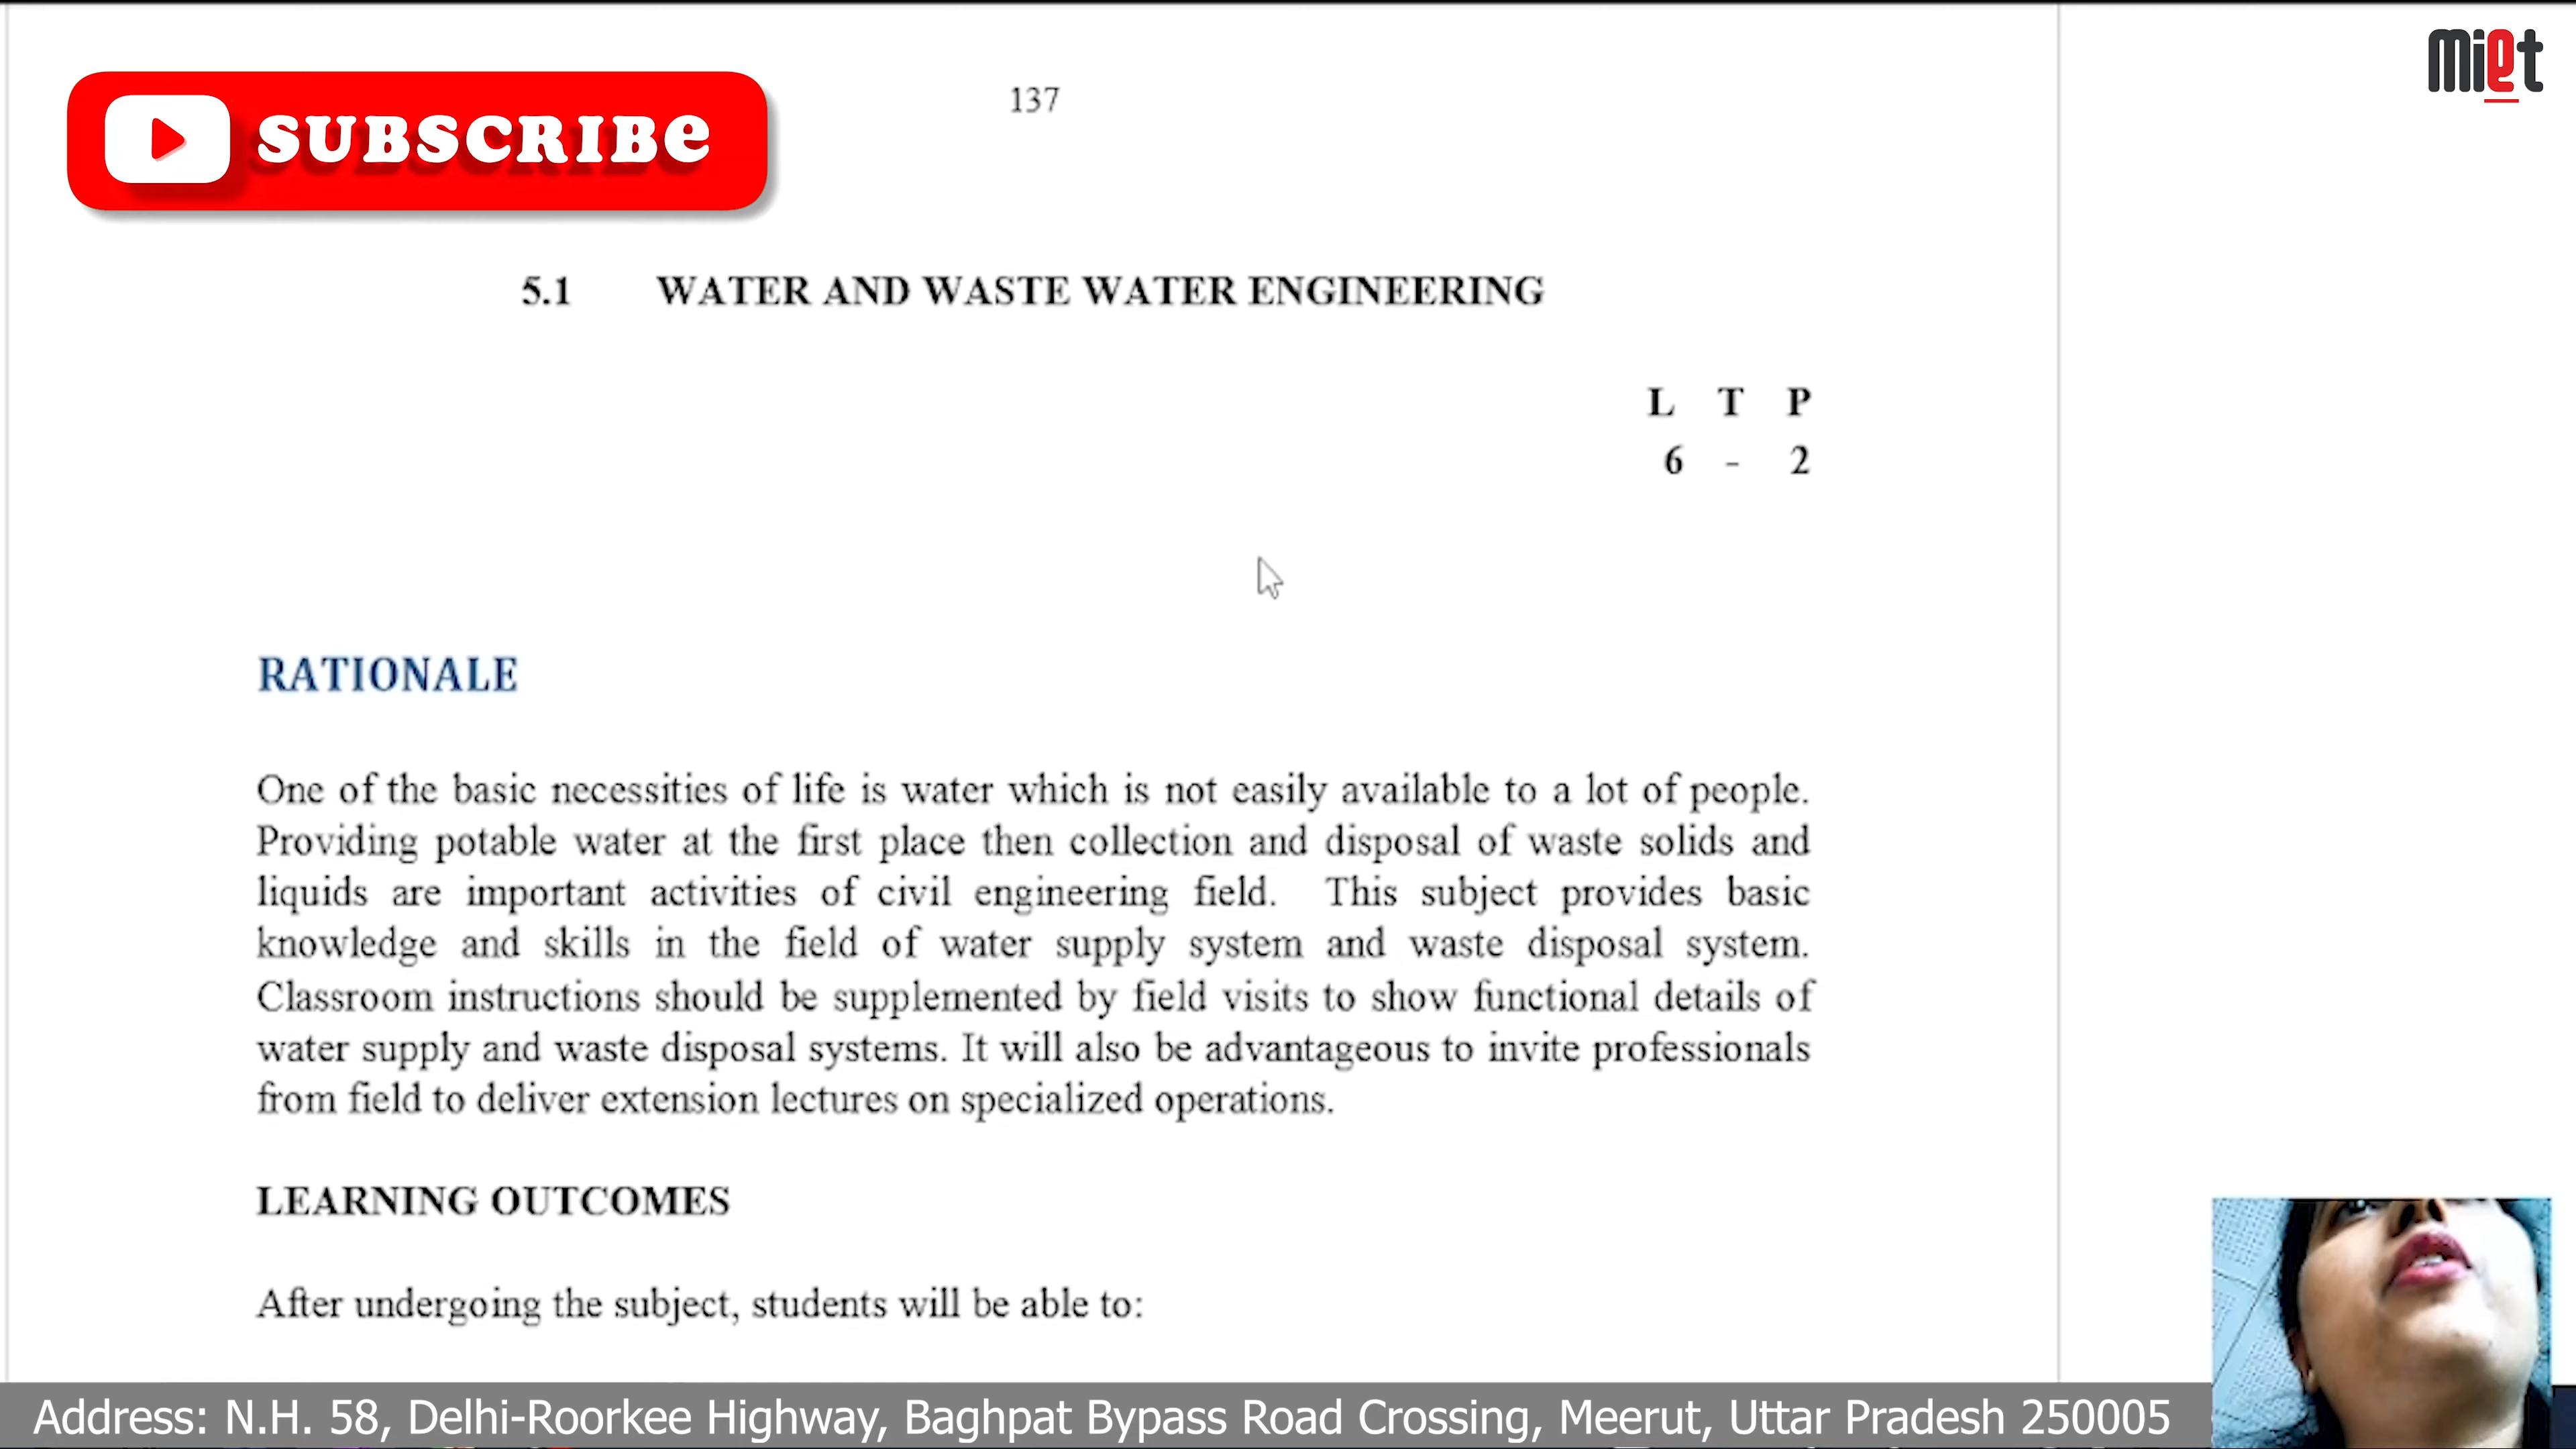 miet
SUBSCRIBe
137
5.1 WATER AND WASTE WATER ENGINEERING
L T P
6 - 2
RATIONALE
One of the basic necessities of life is water which is not easily available to a lot of people.
Providing potable water at the first place then collection and disposal of waste solids and
liquids are important activities of civil engineering field. This subject provides basic
knowledge and skills in the field of water supply system and waste disposal system.
Classroom instructions should be supplemented by field visits to show functional details of
water supply and waste disposal systems. It will also be advantageous to invite professionals
from field to deliver extension lectures on specialized operations.
LEARNING OUTCOMES
After undergoing the subject, students will be able to:
Address: N.H. 58, Delhi-Roorkee Highway, Baghpat Bypass Road Crossing, Meerut, Uttar Pradesh 250005